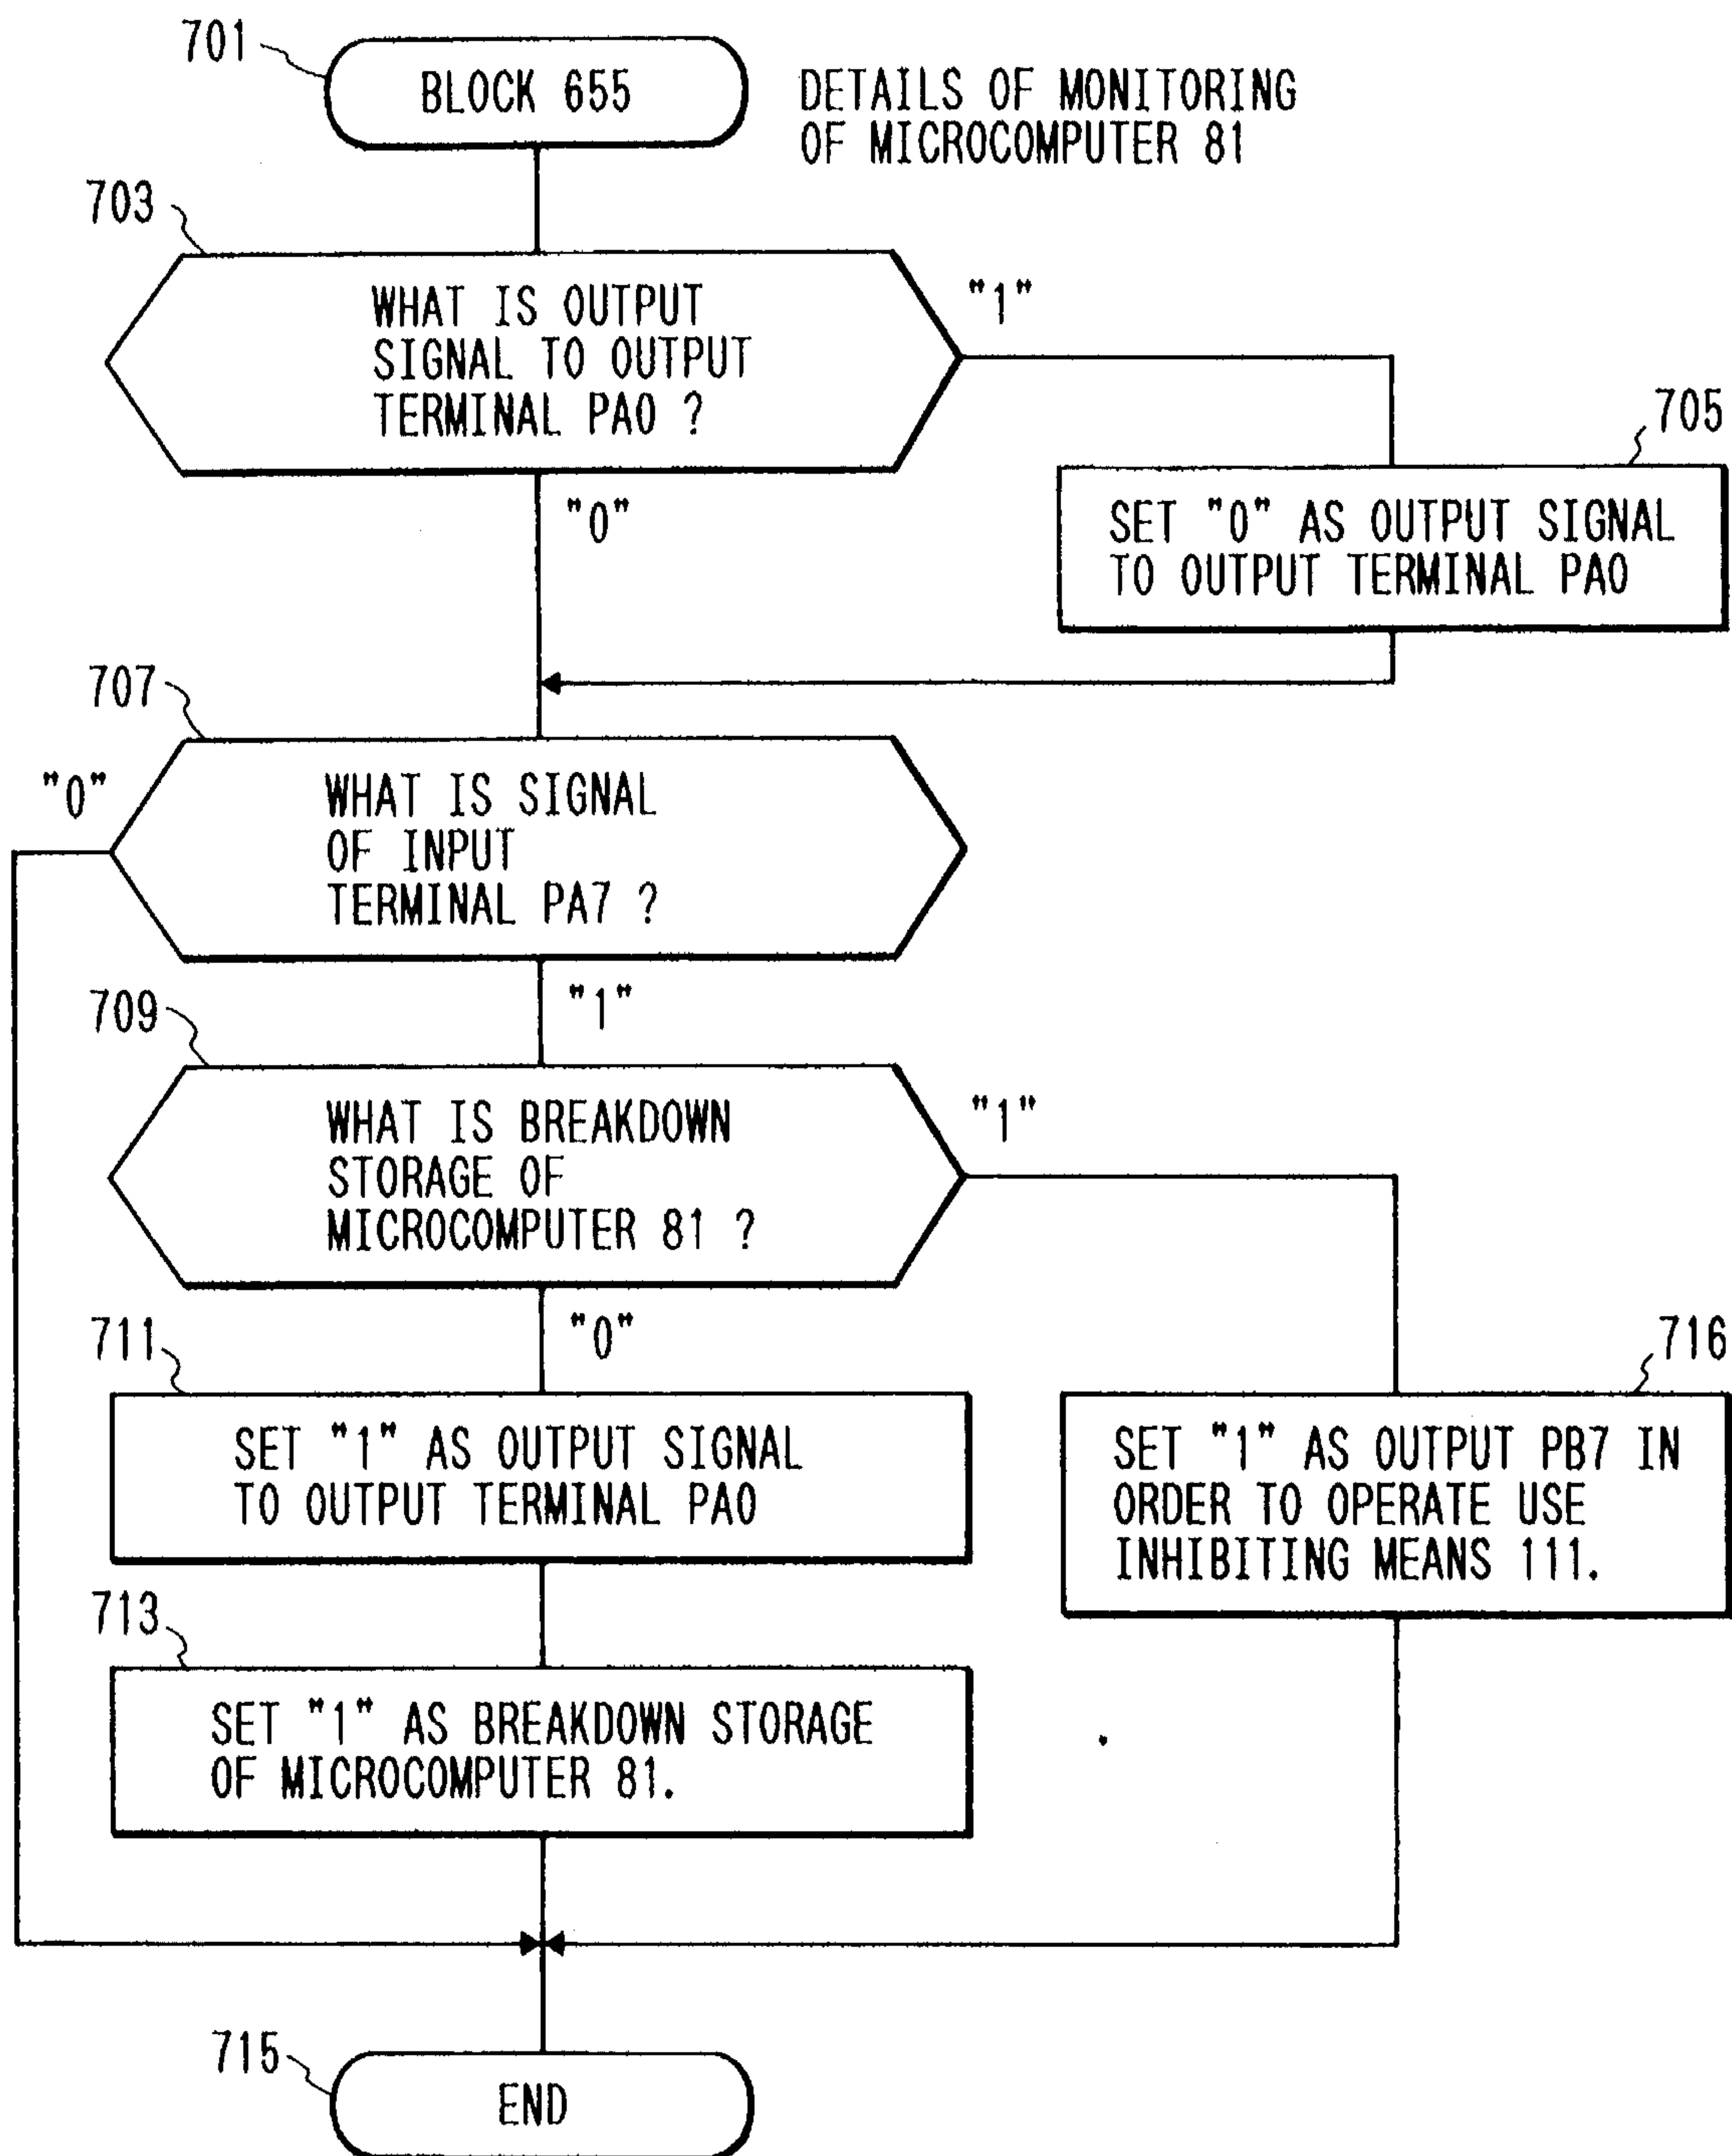 701
BLOCK 655
DETAILS OF MONITORING
OF MICROCOMPUTER 81
703
WHAT IS OUTPUT
SIGNAL TO OUTPUT
TERMINAL PA0 ?
"1"
"0"
705
SET "0" AS OUTPUT SIGNAL
TO OUTPUT TERMINAL PA0
707
"0"
WHAT IS SIGNAL
OF INPUT
TERMINAL PA7 ?
"1"
709
WHAT IS BREAKDOWN
STORAGE OF
MICROCOMPUTER 81 ?
"1"
"0"
711
SET "1" AS OUTPUT SIGNAL
TO OUTPUT TERMINAL PA0
716
SET "1" AS OUTPUT PB7 IN
ORDER TO OPERATE USE
INHIBITING MEANS 111.
713
SET "1" AS BREAKDOWN STORAGE
OF MICROCOMPUTER 81.
715
END